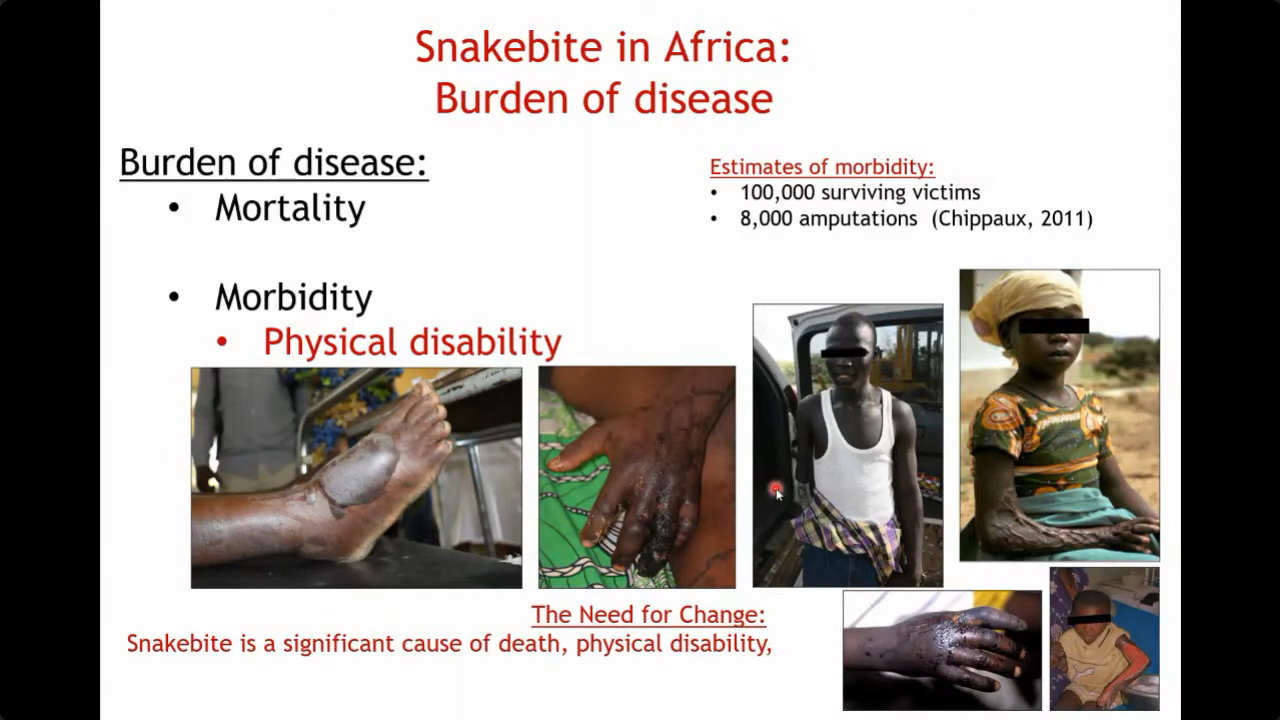 Snakebite in Africa:
Burden of disease
Burden of disease:
• Mortality
• Morbidity
• Physical disability
Estimates of morbidity:
• 100,000 surviving victims
• 8,000 amputations (Chippaux, 2011)
The Need for Change:
Snakebite is a significant cause of death, physical disability,